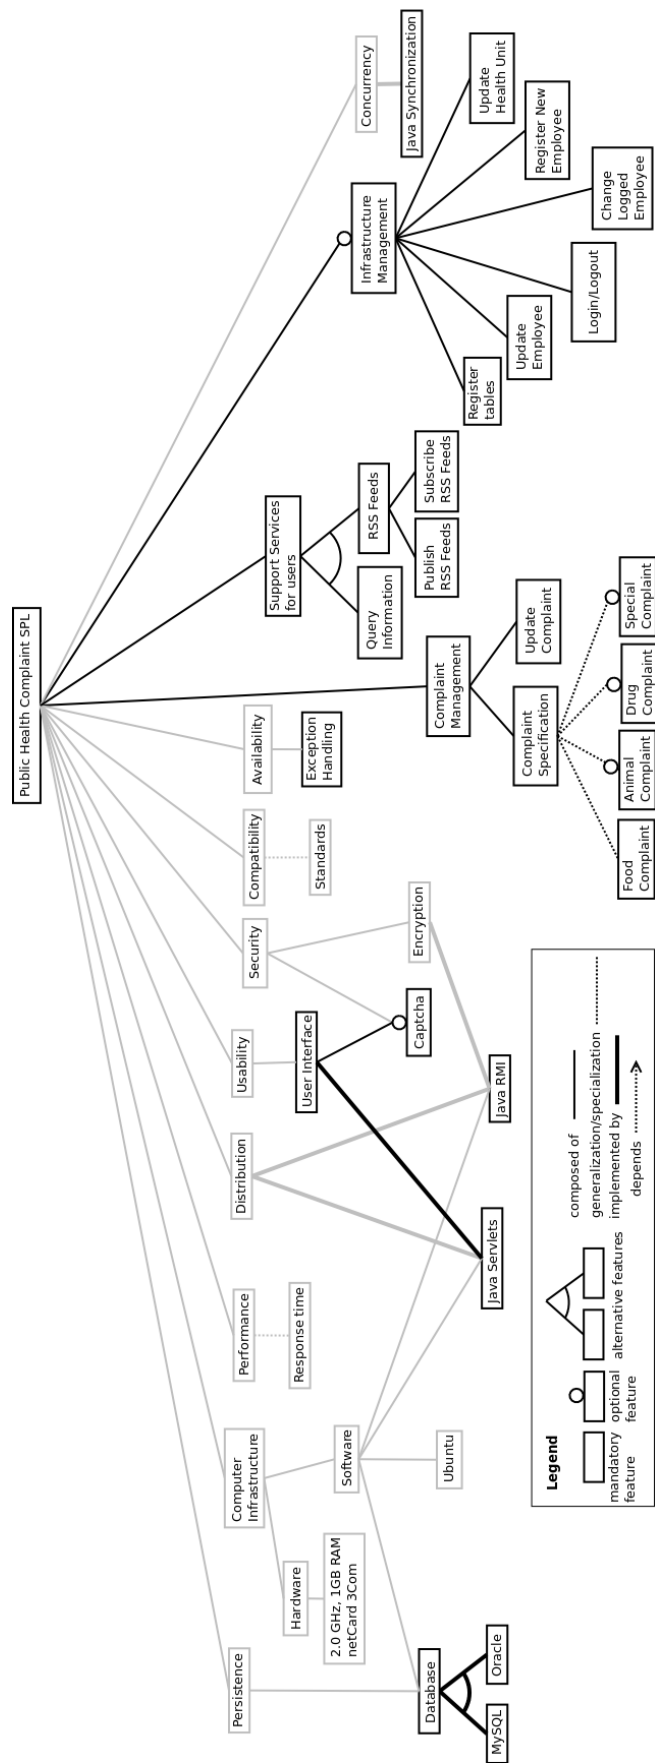 Public Health Complaint SPL
Persistence
Computer
Infrastructure
Performance
Distribution
Usability
Security
Compatibility
Availability
Support Services
for users
Infrastructure
Management
Concurrency
Java Synchronization
Hardware
2.0 GHz, 1GB RAM
netCard 3Com
Software
Response time
User Interface
Standards
Exception
Handling
Query
Information
RSS Feeds
Publish
RSS Feeds
Subscribe
RSS Feeds
Database
MySQL
Oracle
Ubuntu
Java Servlets
Java RMI
Captcha
Encryption
Complaint
Management
Complaint
Specification
Update
Complaint
Food
Complaint
Animal
Complaint
Drug
Complaint
Special
Complaint
Register
tables
Update
Employee
Login/Logout
Change
Logged
Employee
Register New
Employee
Update
Health Unit
Legend
mandatory
feature
optional
feature
alternative features
composed of
generalization/specialization
implemented by
depends